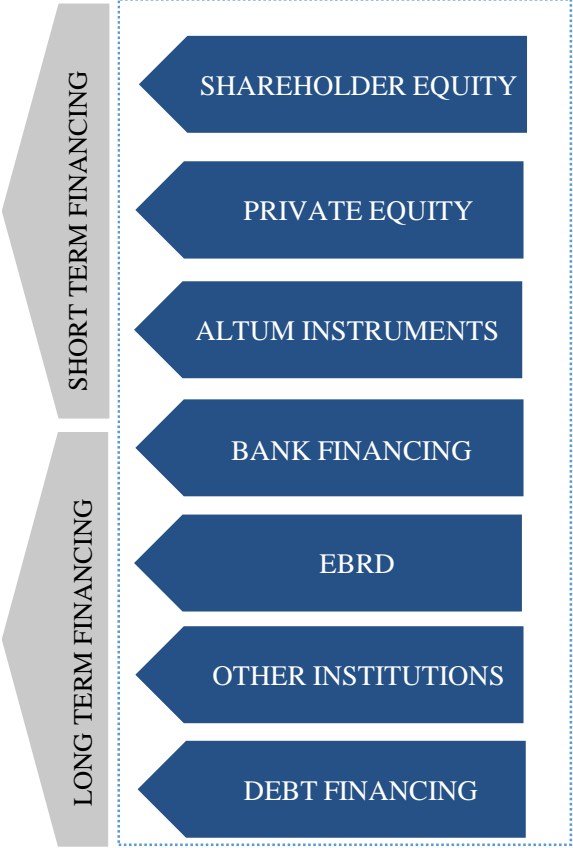 SHORT TERM FINANCING
SHAREHOLDER EQUITY
PRIVATE EQUITY
ALTUM INSTRUMENTS
LONG TERM FINANCING
BANK FINANCING
EBRD
OTHER INSTITUTIONS
DEBT FINANCING